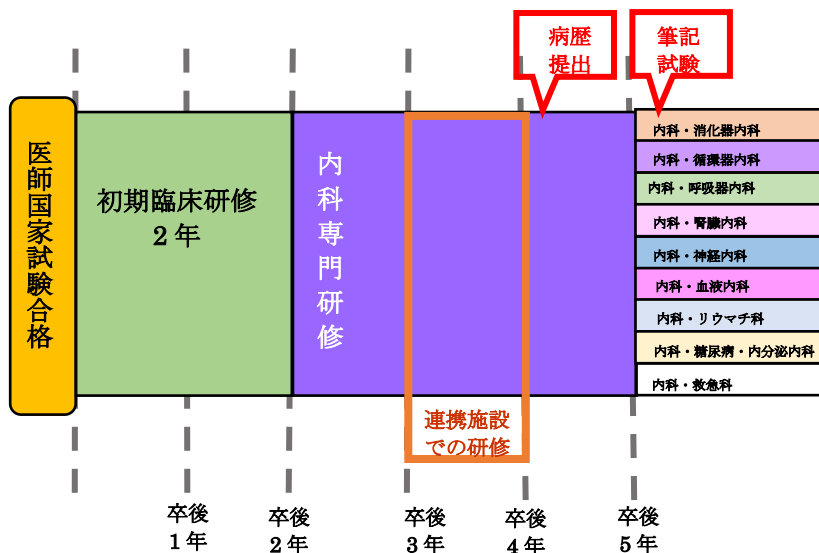 病歴
提出
筆記
試験
医師国家試験合格
初期臨床研修
2年
内科専門研修
内科・消化器内科
内科・循環器内科
内科・呼吸器内科
内科・腎臓内科
内科・神経内科
内科・血液内科
内科・リウマチ科
内科・糖尿病・内分泌内科
内科・救急科
連携施設
での研修
卒後
1年
卒後
2年
卒後
3年
卒後
4年
卒後
5年